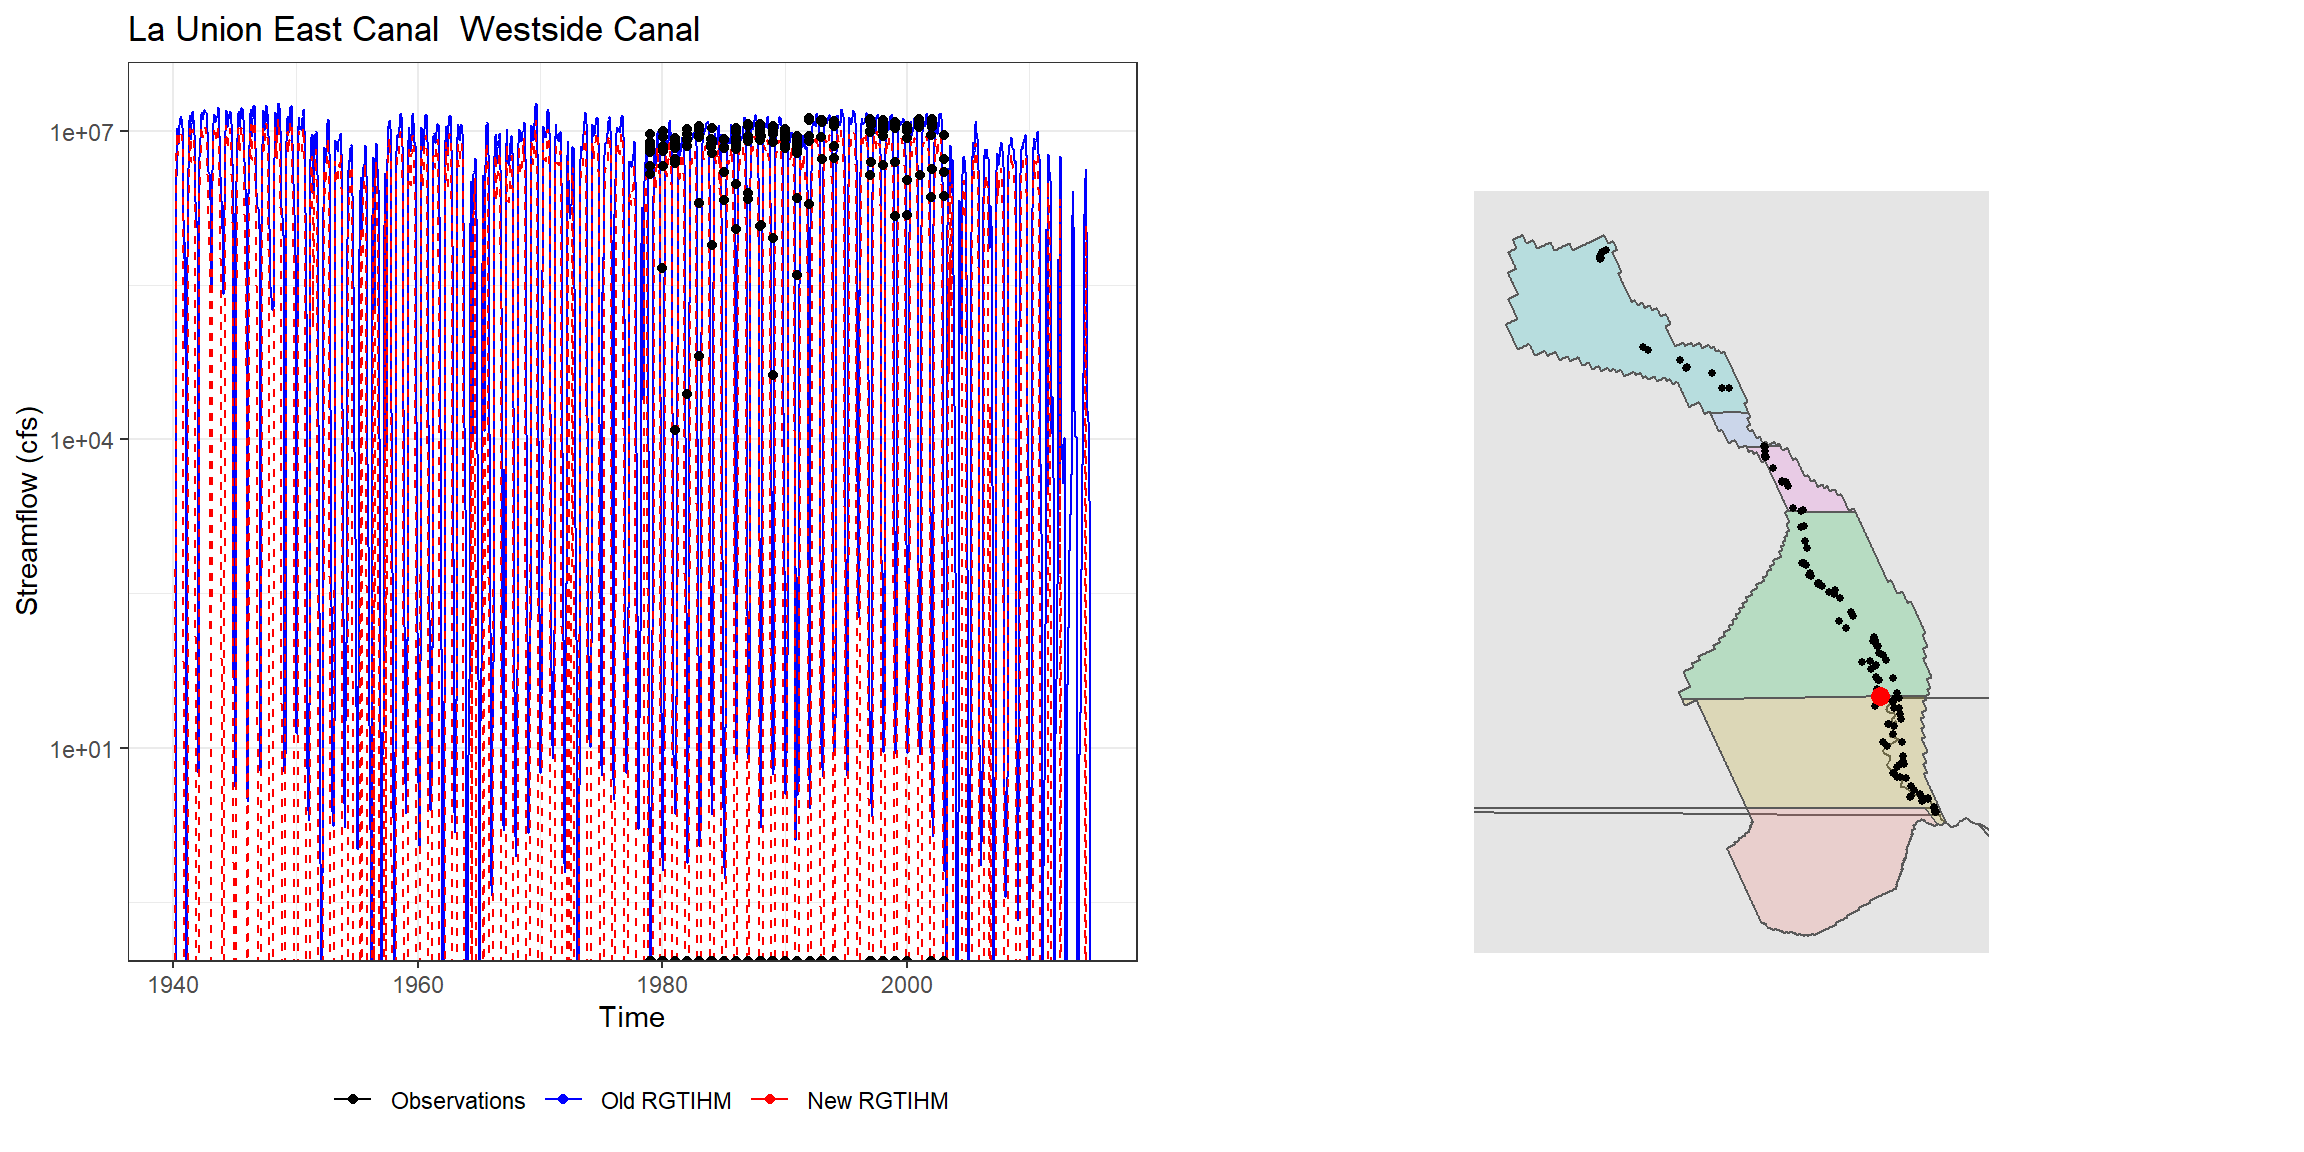 La Union East Canal  Westside Canal
Streamflow (cfs)
1e+07
1e+04
1e+01
1940 1960 1980 2000
Time
Observations Old RGTIHM New RGTIHM